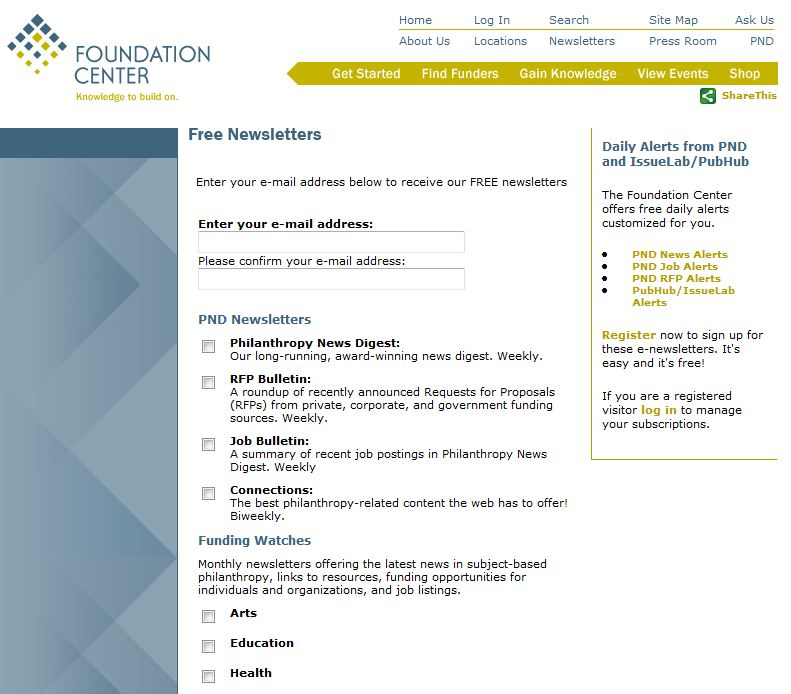 Home Log In Search Site Map Ask Us
About Us Locations Newsletters Press Room PND
FOUNDATION
CENTER
Knowledge to build on.
Get Started Find Funders Gain Knowledge View Events Shop
ShareThis
Free Newsletters
Enter your e-mail address below to receive our FREE newsletters
Enter your e-mail address:
Please confirm your e-mail address:
PND Newsletters
Philanthropy News Digest:
Our long-running, award-winning news digest. Weekly.
RFP Bulletin:
A roundup of recently announced Requests for Proposals
(RFPs) from private, corporate, and government funding
sources. Weekly.
Job Bulletin:
A summary of recent job postings in Philanthropy News
Digest. Weekly
Connections:
The best philanthropy-related content the web has to offer!
Biweekly.
Funding Watches
Monthly newsletters offering the latest news in subject-based
philanthropy, links to resources, funding opportunities for
individuals and organizations, and job listings.
Arts
Education
Health
Daily Alerts from PND
and IssueLab/PubHub
The Foundation Center
offers free daily alerts
customized for you.
PND News Alerts
PND Job Alerts
PND RFP Alerts
PubHub/IssueLab
Alerts
Register now to sign up for
these e-newsletters. It's
easy and it's free!
If you are a registered
visitor log in to manage
your subscriptions.